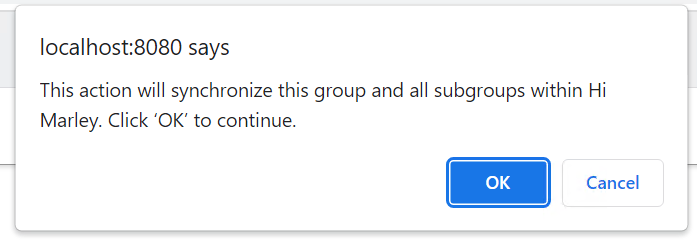 localhost:8080 says
This action will synchronize this group and all subgroups within Hi
Marley. Click ‘OK’ to continue.
OK
Cancel